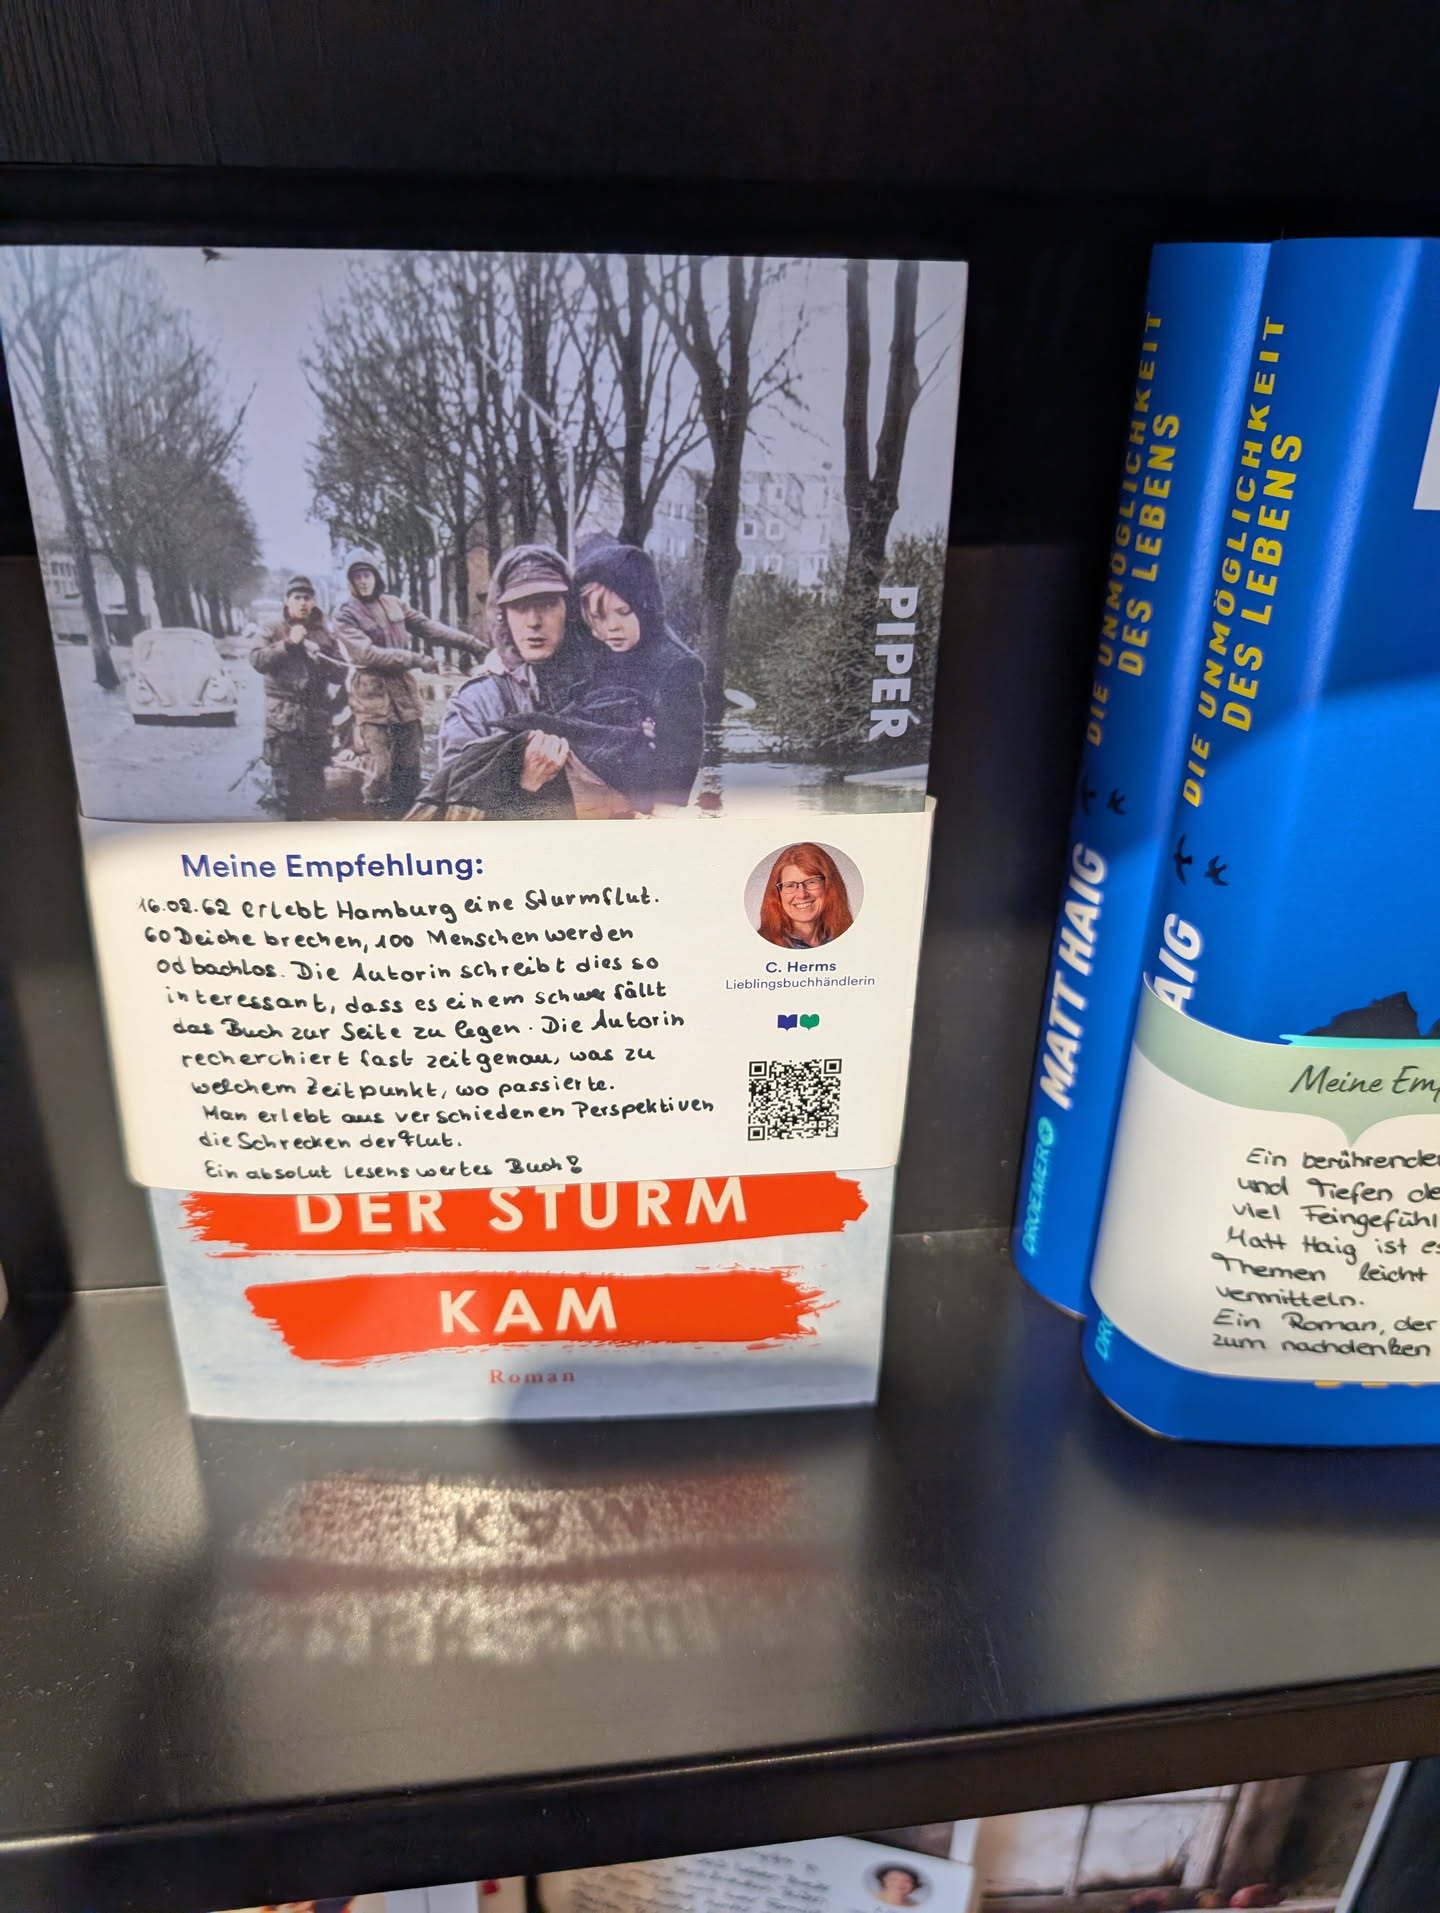 PIPER
Meine Empfehlung:
16.02.62 erlebt Hamburg eine Sturmflut.
60 Deiche brechen, 100 Menschen werden
odbachlos. Die Autorin schreibt dies so
interessant, dass es einem schwer fällt
das Buch zur Seite zu legen. Die Autorin
recherchiert fast zeitgenau, was zu
welchem Zeitpunkt, wo passierte.
Man erlebt aus verschiedenen Perspektiven
die Schrecken der Flut.
Ein absolut lesenswertes Buch!
C. Herms
Lieblingsbuchhändlerin
DER STURM
KAM
Roman
MATT HAIG DIE UNMÖGLICHKEIT
DES LEBENS
DROEMER
AIG DIE UNMÖGLICHKEIT
DES LEBENS
DRO
Meine Emp
Ein berührender
und Tiefen de
viel Feingefühl
Matt Haig ist es
Themen leicht
vermitteln.
Ein Roman, der
zum nachdenken